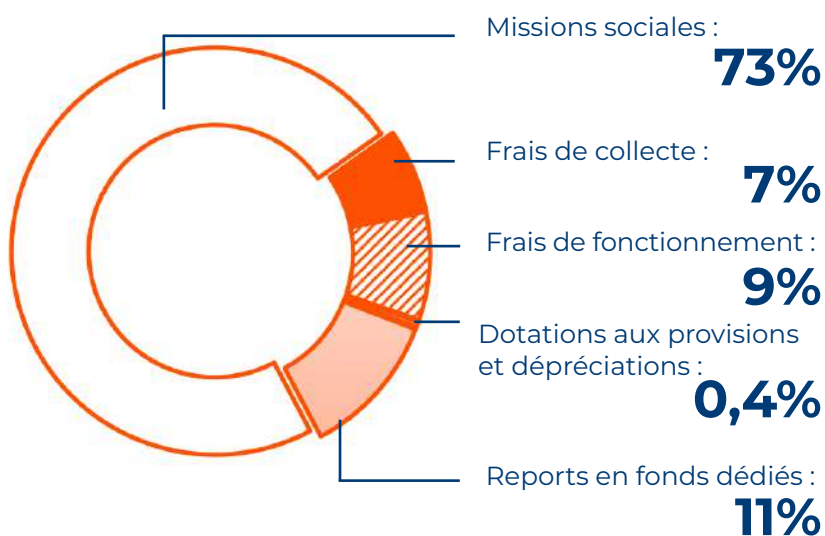 Missions sociales :
73%
Frais de collecte :
7%
Frais de fonctionnement :
9%
Dotations aux provisions
et dépréciations :
0,4%
Reports en fonds dédiés :
11%